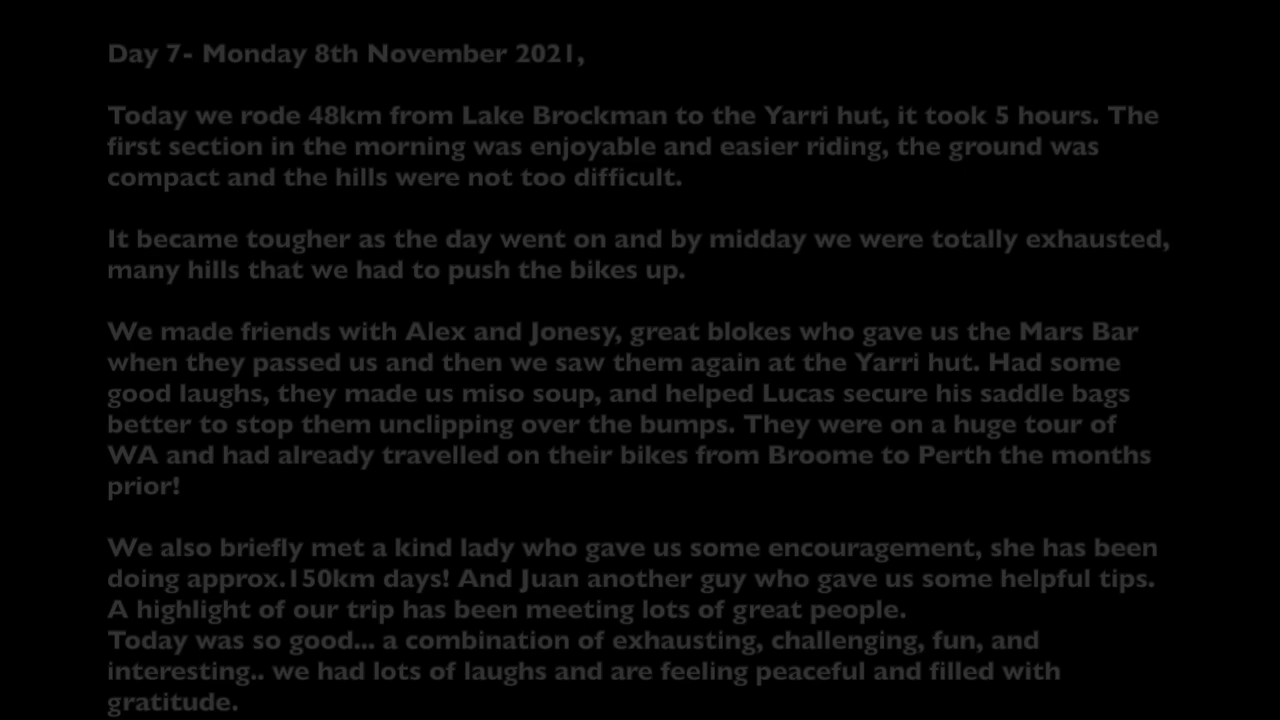 Day 7- Monday 8th November 2021,
Today we rode 48km from Lake Brockman to the Yarri hut, it took 5 hours. The
first section in the morning was enjoyable and easier riding, the ground was
compact and the hills were not too difficult.
It became tougher as the day went on and by midday we were totally exhausted,
many hills that we had to push the bikes up.
We made friends with Alex and Jonesy, great blokes who gave us the Mars Bar
when they passed us and then we saw them again at the Yarri hut. Had some
good laughs, they made us miso soup, and helped Lucas secure his saddle bags
better to stop them unclipping over the bumps. They were on a huge tour of
WA and had already travelled on their bikes from Broome to Perth the months
prior!
We also briefly met a kind lady who gave us some encouragement, she has been
doing approx.150km days! And Juan another guy who gave us some helpful tips.
A highlight of our trip has been meeting lots of great people.
Today was so good... a combination of exhausting, challenging, fun, and
interesting.. we had lots of laughs and are feeling peaceful and filled with
gratitude.